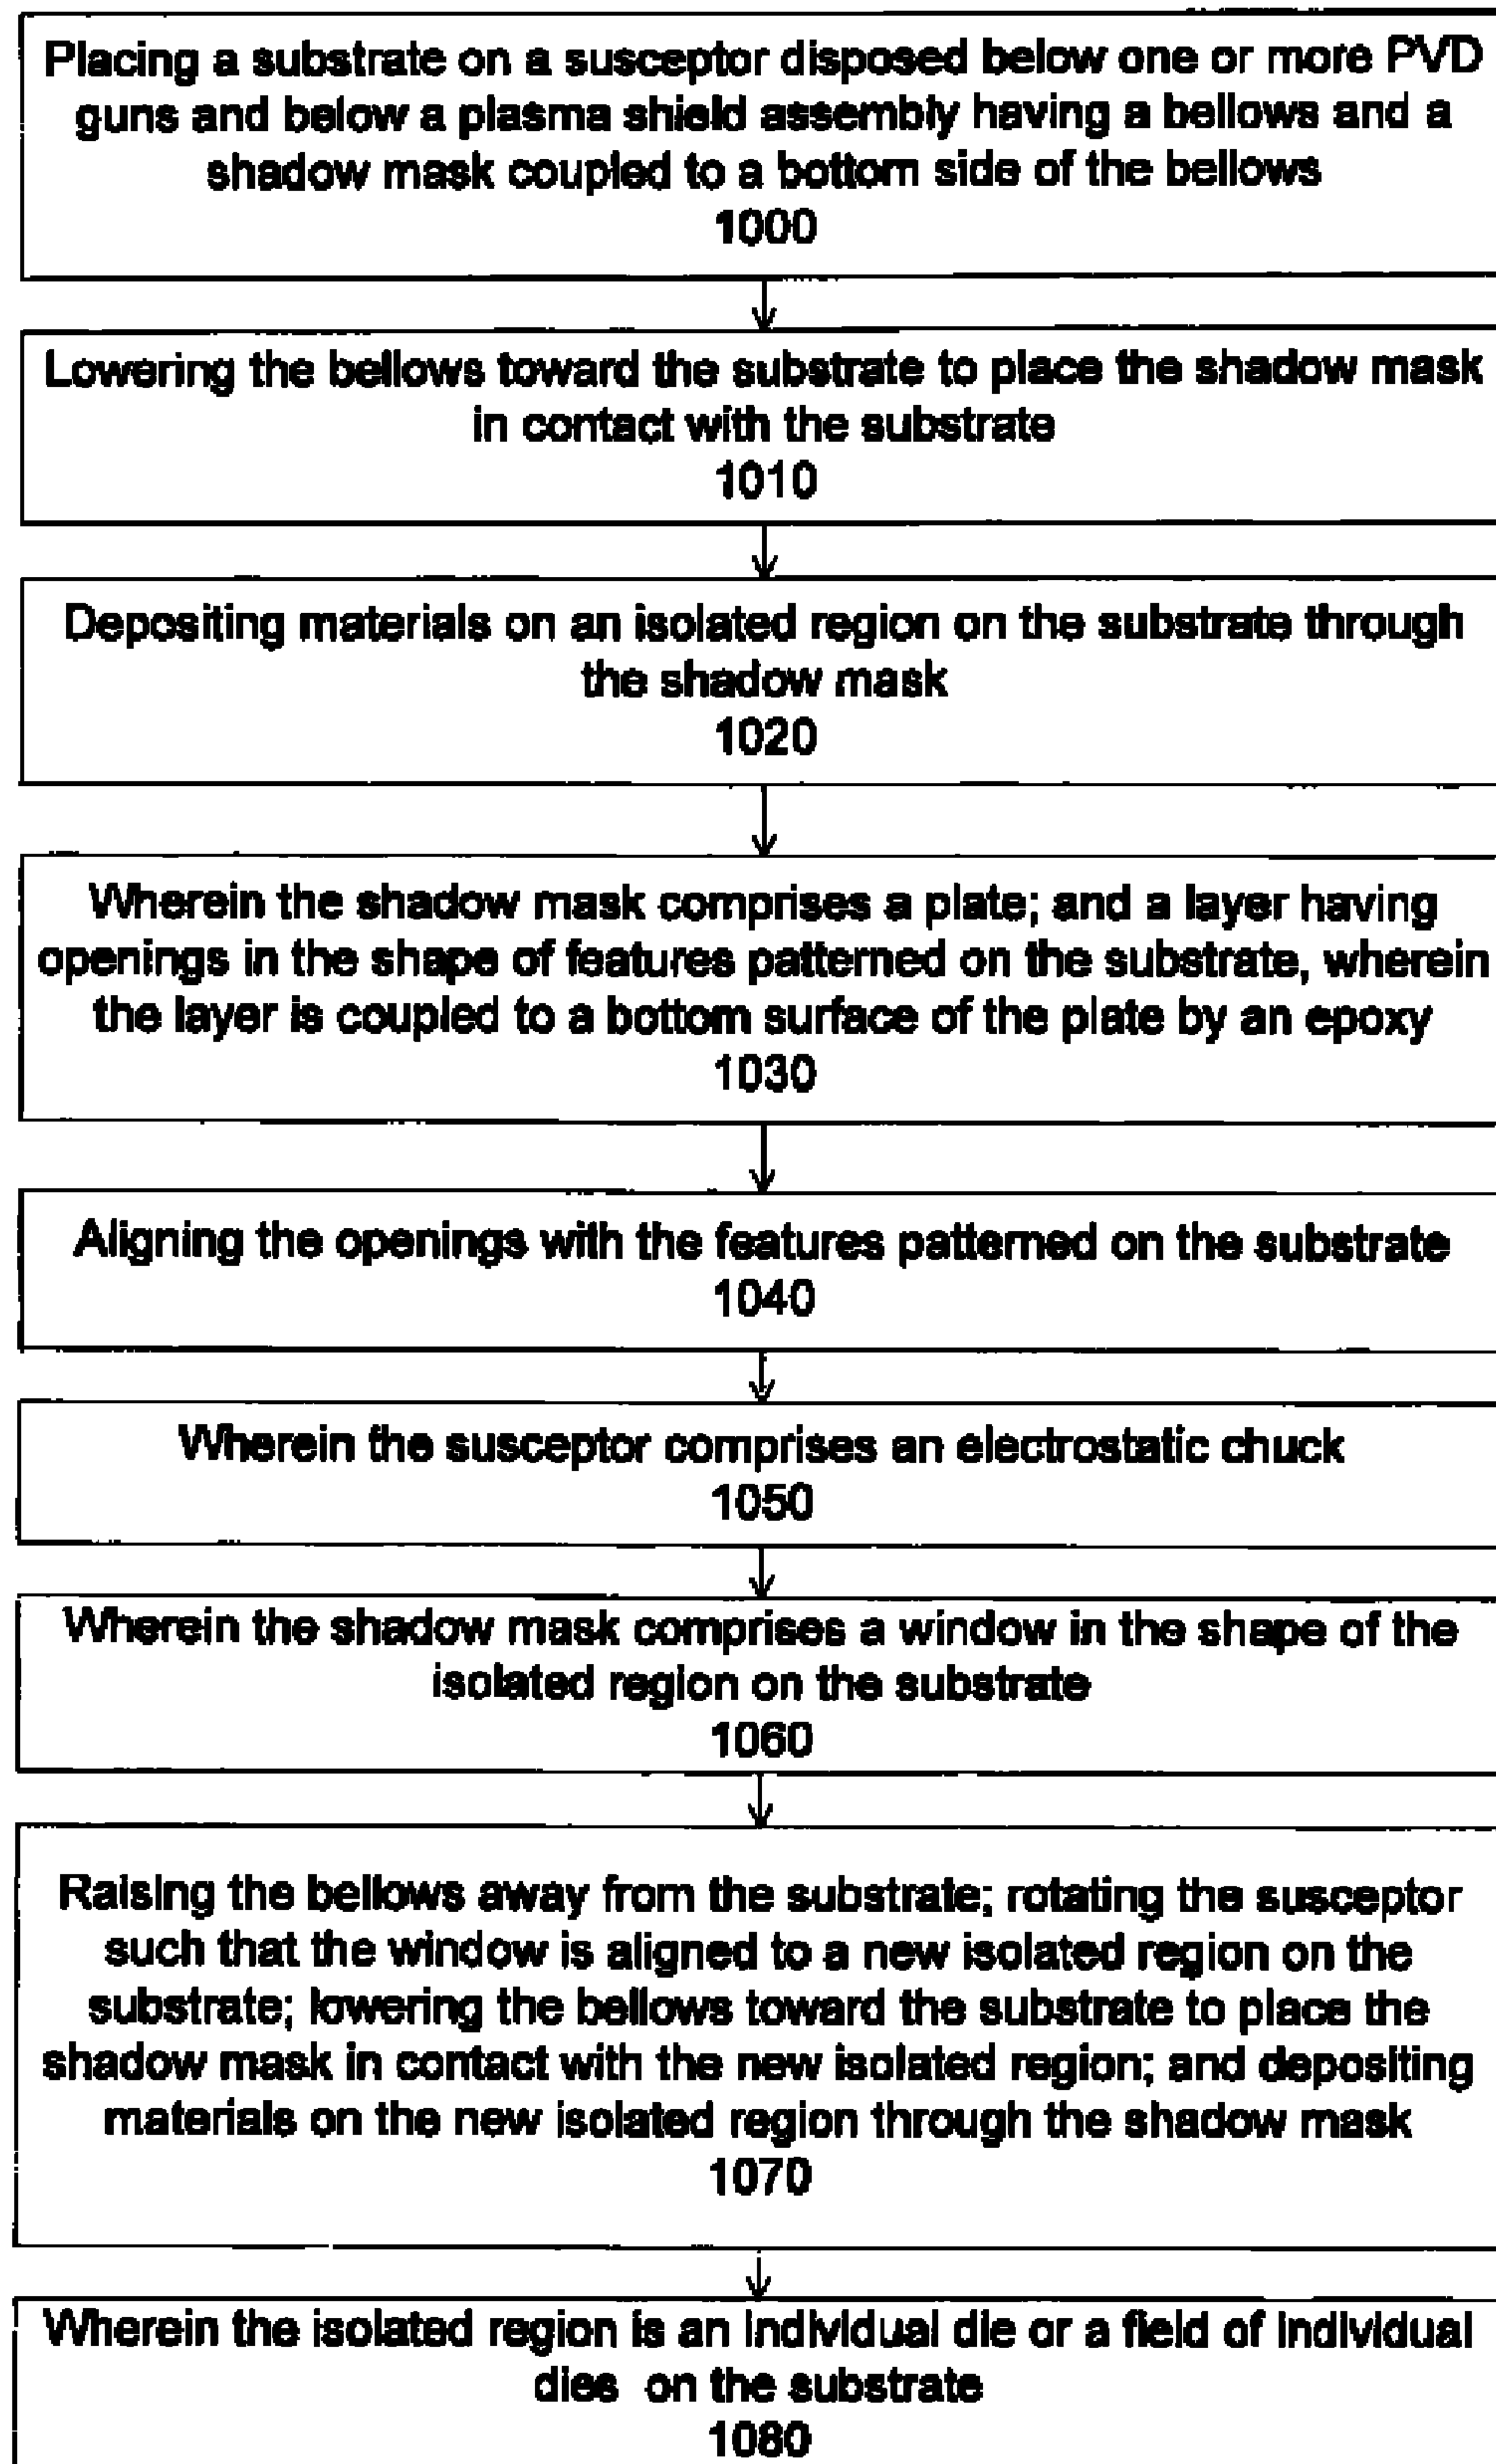 Placing a substrate on a susceptor disposed below one or more PVD
guns and below a plasma shield assembly having a bellows and a
shadow mask coupled to a bottom side of the bellows
1000
Lowering the bellows toward the substrate to place the shadow mask
in contact with the substrate
1010
Depositing materials on an isolated region on the substrate through
the shadow mask
1020
Wherein the shadow mask comprises a plate; and a layer having
openings in the shape of features patterned on the substrate, wherein
the layer is coupled to a bottom surface of the plate by an epoxy
1030
Aligning the openings with the features patterned on the substrate
1040
Wherein the susceptor comprises an electrostatic chuck
1050
Wherein the shadow mask comprises a window in the shape of the
isolated region on the substrate
1060
Raising the bellows away from the substrate; rotating the susceptor
such that the window is aligned to a new isolated region on the
substrate; lowering the bellows toward the substrate to place the
shadow mask in contact with the new isolated region; and depositing
materials on the new isolated region through the shadow mask
1070
Wherein the isolated region is an individual die or a field of individual
dies on the substrate
1080